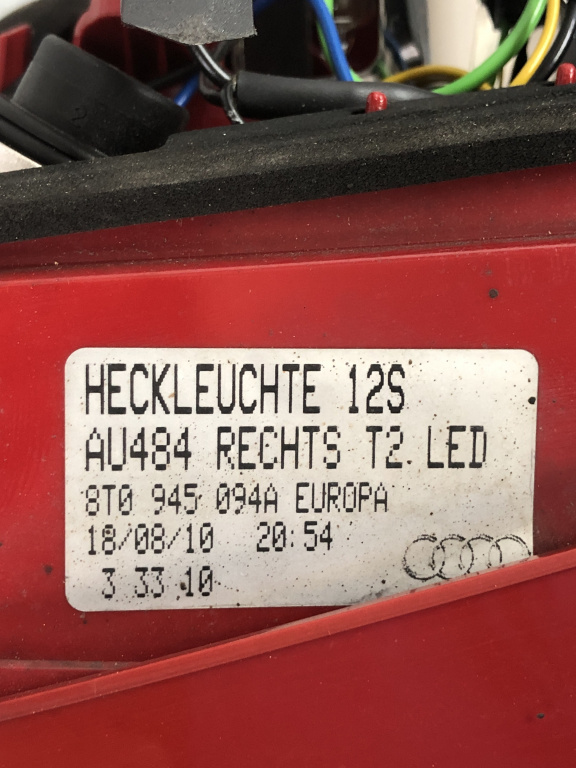 HECKLEUCHTE 12S
AU484 RECHTS T2 LED
8T0 945 094A EUROPA
18/08/10 20:54
3 33 10